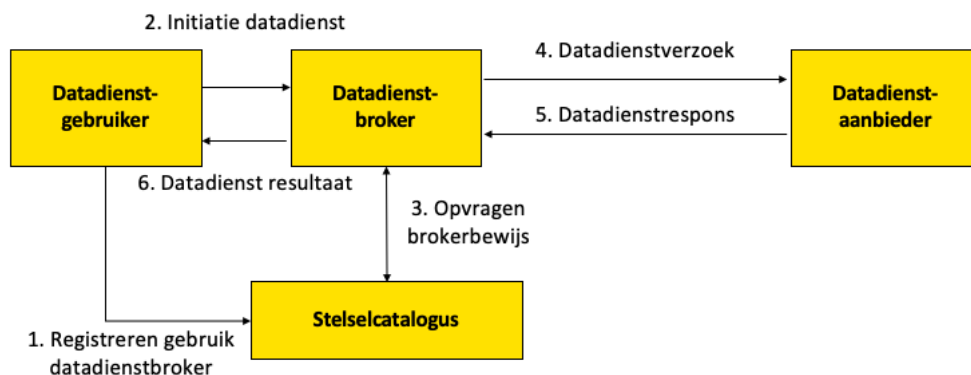 2. Initiatie datadienst
4. Datadienstverzoek
Datadienst-
gebruiker
Datadienst-
broker
Datadienst-
aanbieder
5. Datadienstrespons
6. Datadienst resultaat
3. Opvragen
brokerbewijs
Stelselcatalogus
1. Registreren gebruik
datadienstbroker